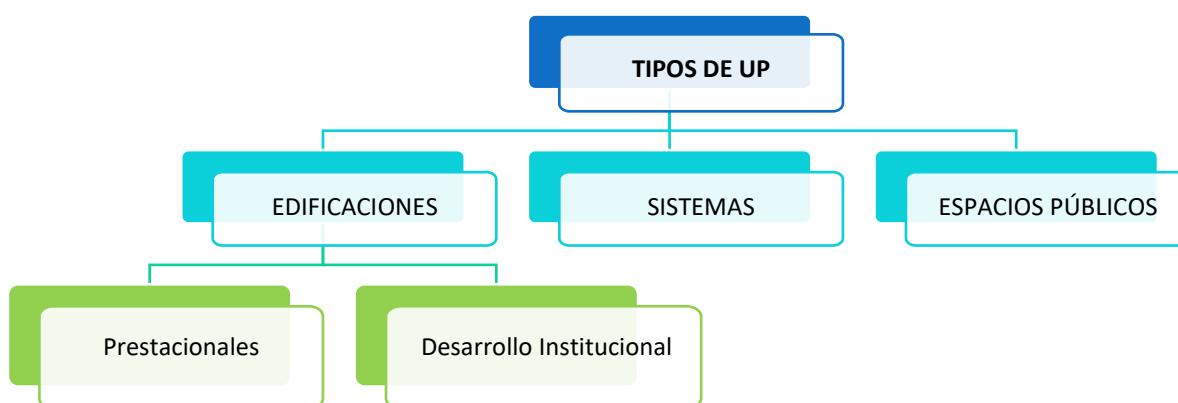 TIPOS DE UP
EDIFICACIONES
SISTEMAS
ESPACIOS PÚBLICOS
Prestacionales
Desarrollo Institucional